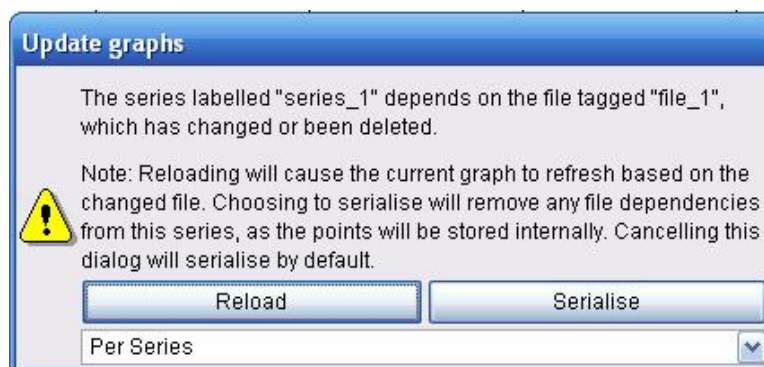 Update graphs
The series labelled "series_1" depends on the file tagged "file_1",
which has changed or been deleted.
Note: Reloading will cause the current graph to refresh based on the
changed file. Choosing to serialise will remove any file dependencies
from this series, as the points will be stored internally. Cancelling this
dialog will serialise by default.
Reload Serialise
Per Series